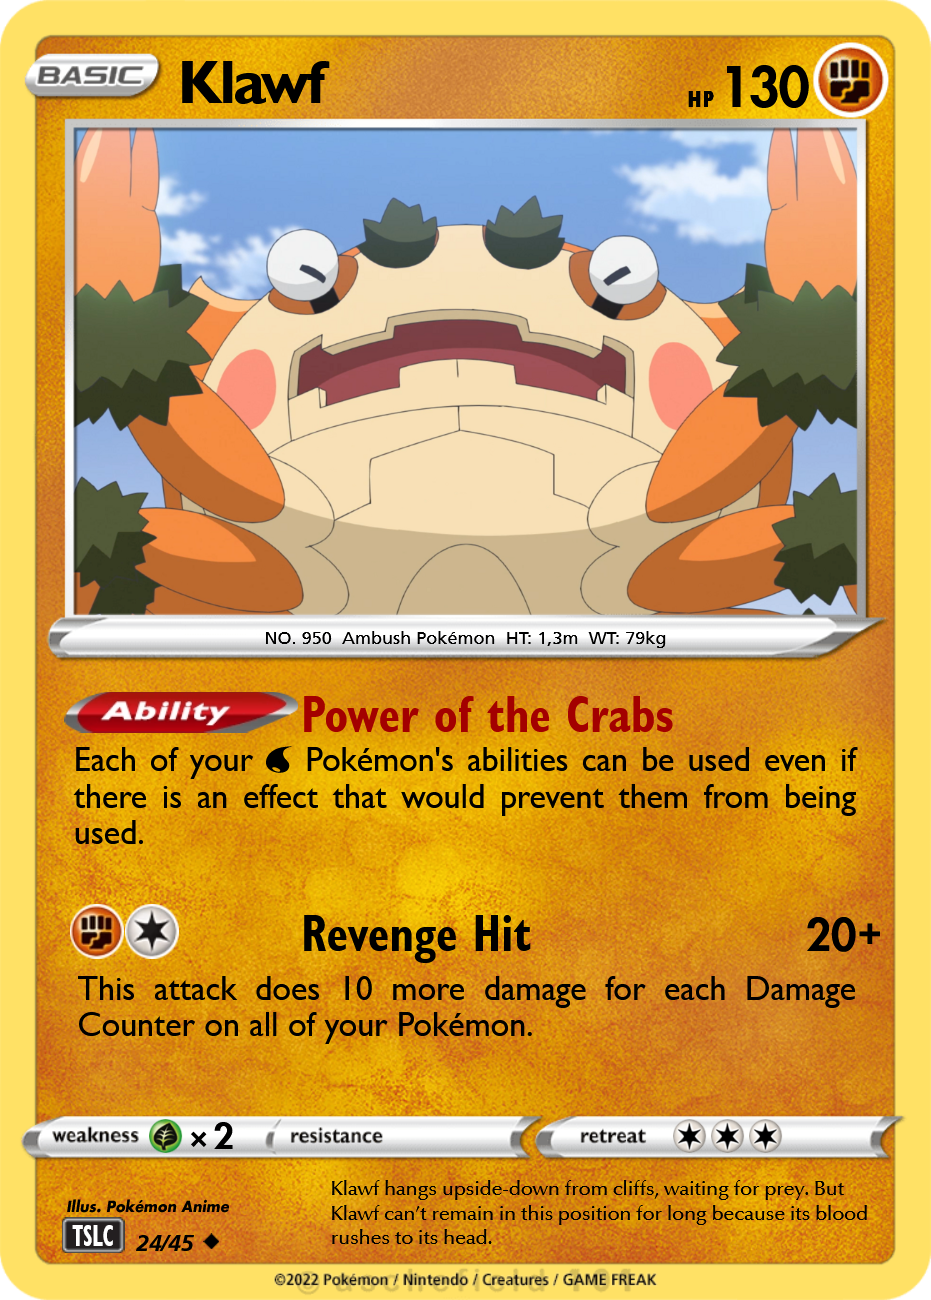 BASIC Klawf HP 130
NO. 950 Ambush Pokémon HT: 1,3m WT: 79kg
Ability Power of the Crabs
Each of your Pokémon's abilities can be used even if
there is an effect that would prevent them from being
used.
Revenge Hit 20+
This attack does 10 more damage for each Damage
Counter on all of your Pokémon.
weakness × 2 resistance retreat
Klawf hangs upside-down from cliffs, waiting for prey. But
Klawf can't remain in this position for long because its blood
rushes to its head.
Illus. Pokémon Anime
TSLC 24/45
©2022 Pokémon / Nintendo / Creatures / GAME FREAK